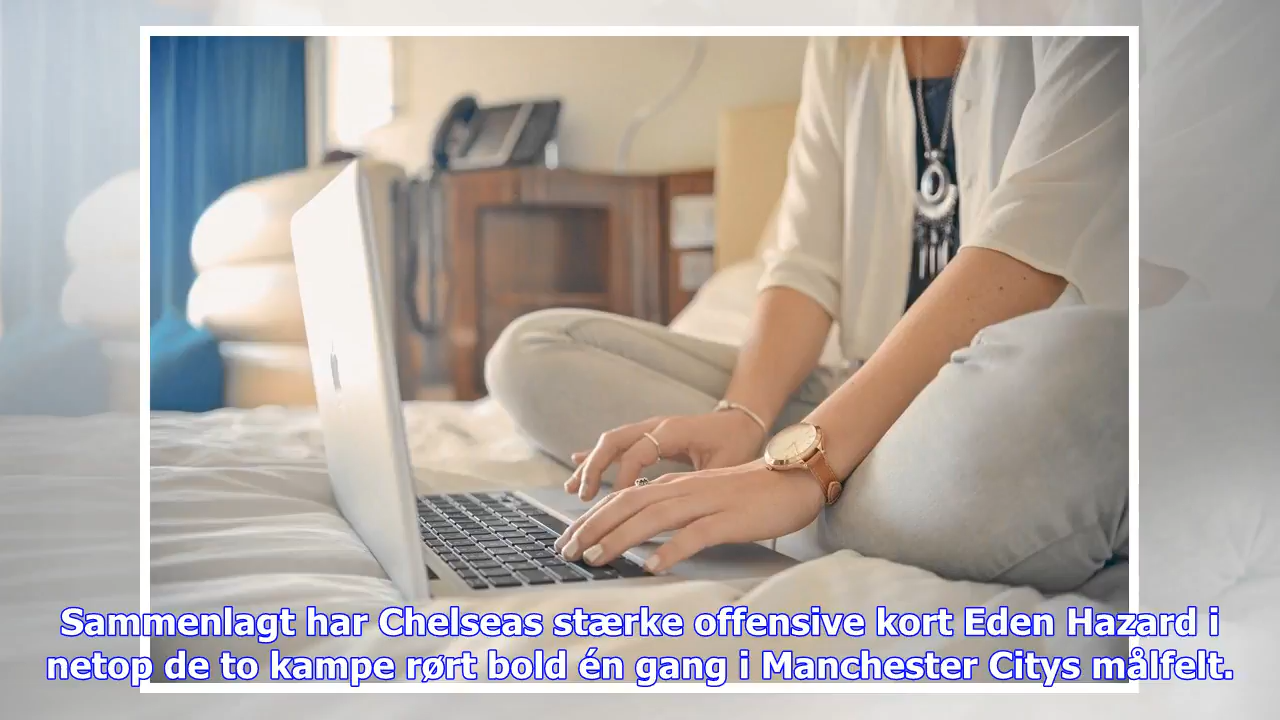 Sammenlagt har Chelseas stærke offensive kort Eden Hazard i
netop de to kampe rørt bold én gang i Manchester Citys målfelt.